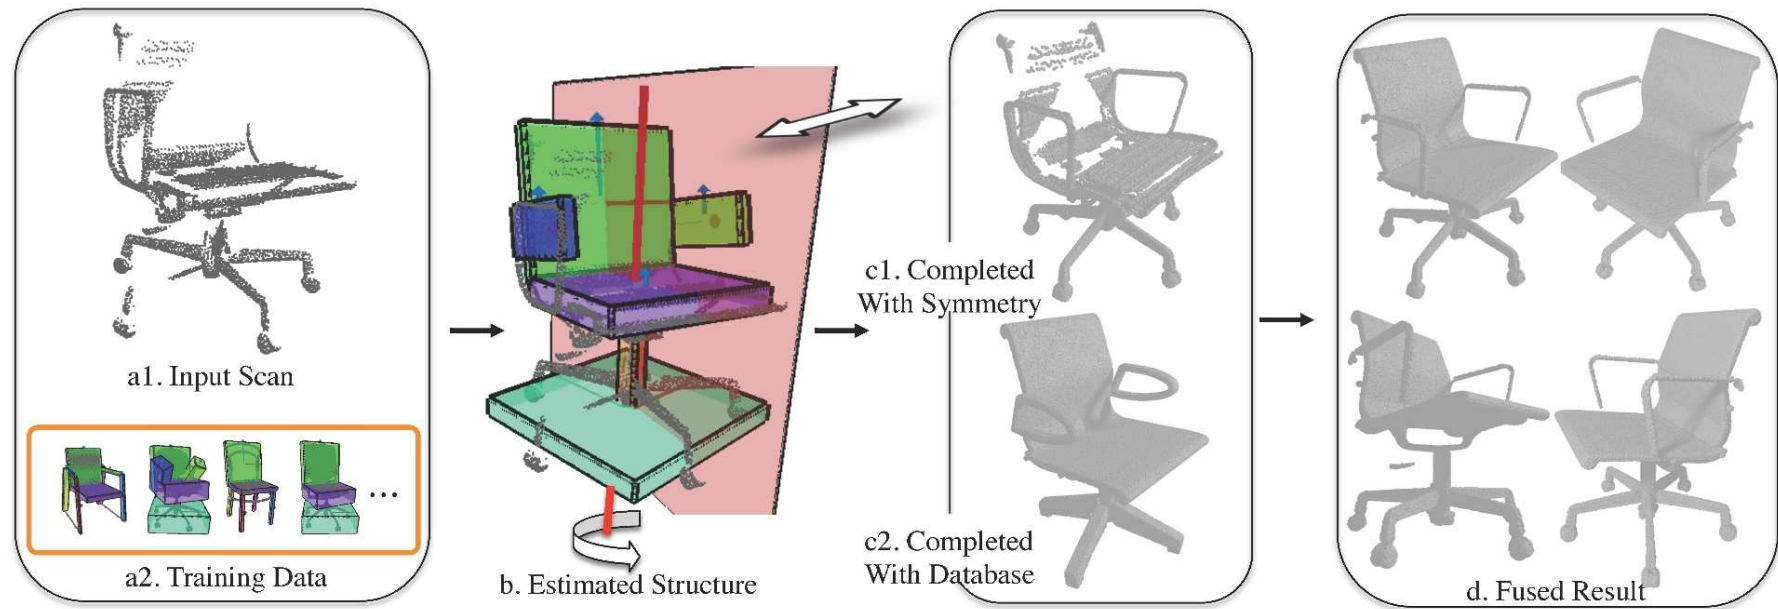 a1. Input Scan
...
a2. Training Data
b. Estimated Structure
c1. Completed
With Symmetry
c2. Completed
With Database
d. Fused Result